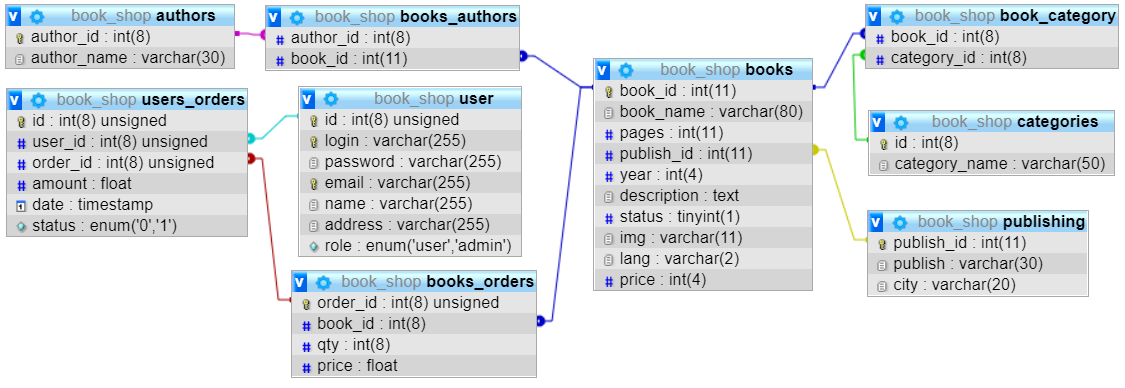 book_shop authors
author_id : int(8)
author_name : varchar(30)
book_shop books_authors
author_id : int(8)
book_id : int(11)
book_shop users_orders
id : int(8) unsigned
user_id : int(8) unsigned
order_id : int(8) unsigned
amount : float
date : timestamp
status : enum('0','1')
book_shop user
id : int(8) unsigned
login : varchar(255)
password : varchar(255)
email : varchar(255)
name : varchar(255)
address : varchar(255)
role : enum('user','admin')
book_shop books_orders
order_id : int(8) unsigned
book_id : int(8)
qty : int(8)
price : float
book_shop books
book_id : int(11)
book_name : varchar(80)
pages : int(11)
publish_id : int(11)
year : int(4)
description : text
status : tinyint(1)
img : varchar(11)
lang : varchar(2)
price : int(4)
book_shop book_category
book_id : int(8)
category_id : int(8)
book_shop categories
id : int(8)
category_name : varchar(50)
book_shop publishing
publish_id : int(11)
publish : varchar(30)
city : varchar(20)